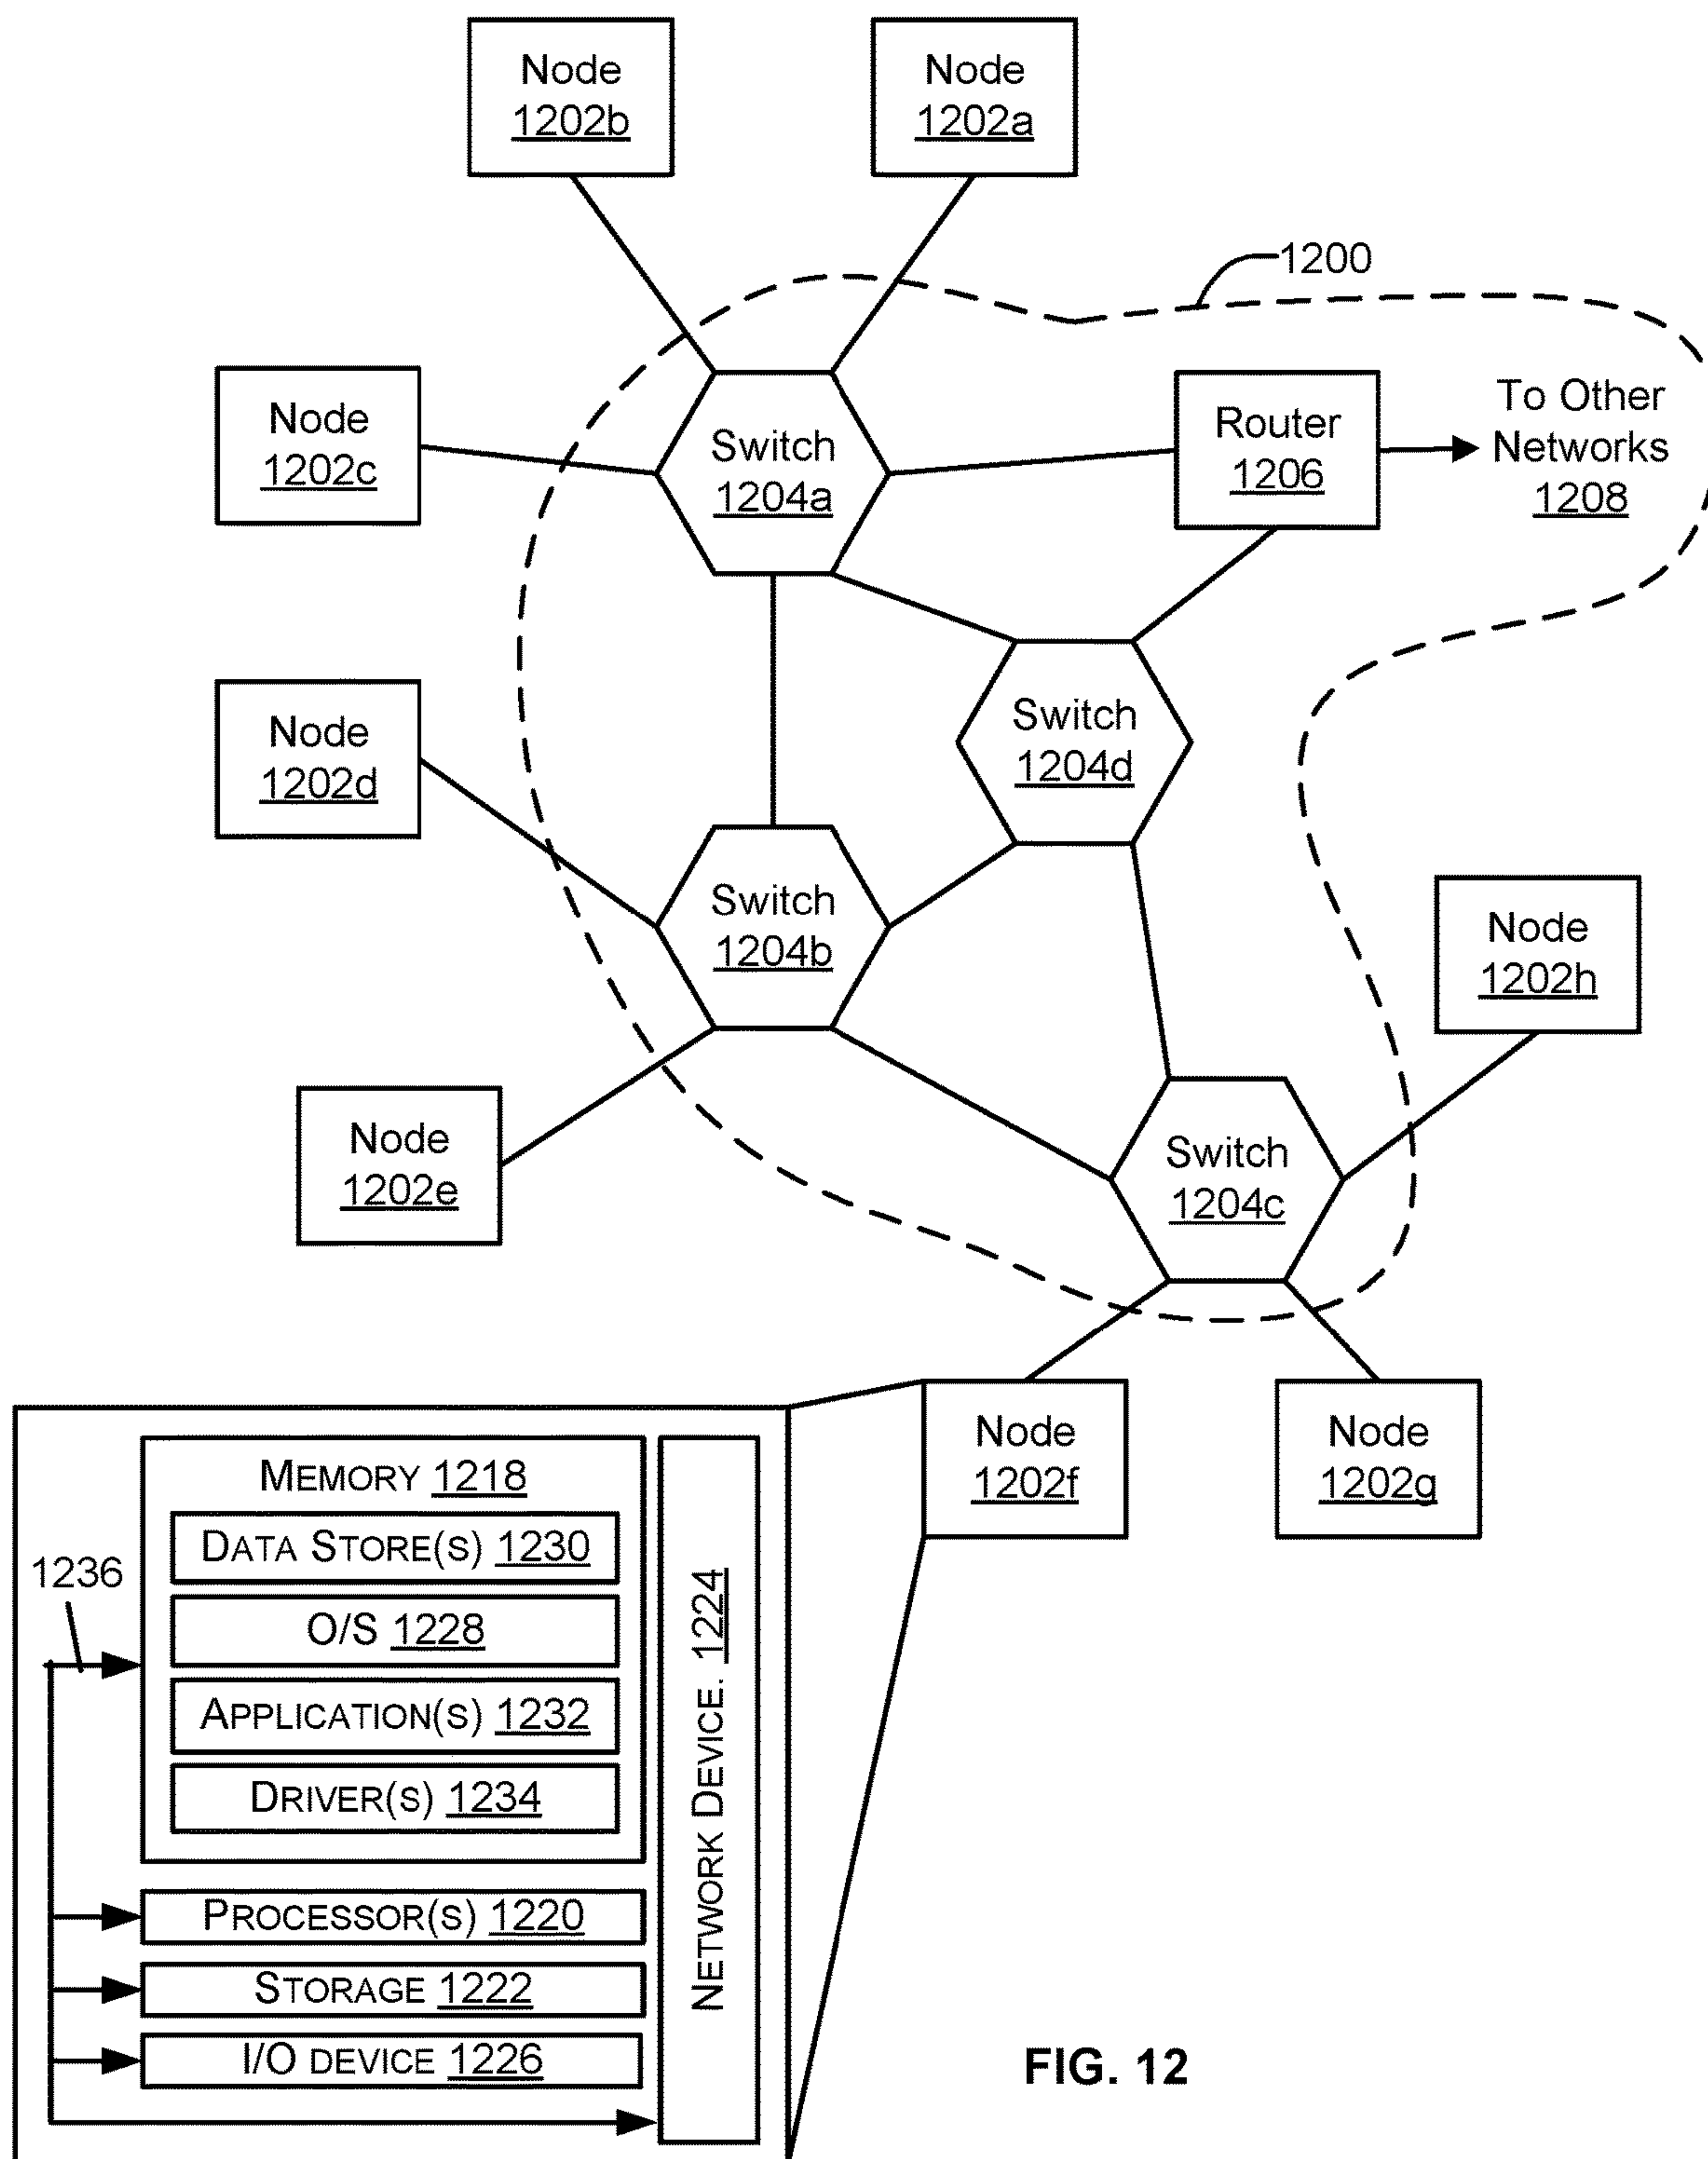 Node
1202b
Node
1202a
1200
Node
1202c
Switch
1204a
Router
1206
To Other
Networks
1208
Node
1202d
Switch
1204d
Switch
1204b
Node
1202h
Node
1202e
Switch
1204c
Node
1202f
Node
1202g
MEMORY 1218
DATA STORE(S) 1230
1236
O/S 1228
APPLICATION(S) 1232
DRIVER(S) 1234
NETWORK DEVICE. 1224
PROCESSOR(S) 1220
STORAGE 1222
I/O DEVICE 1226
FIG. 12